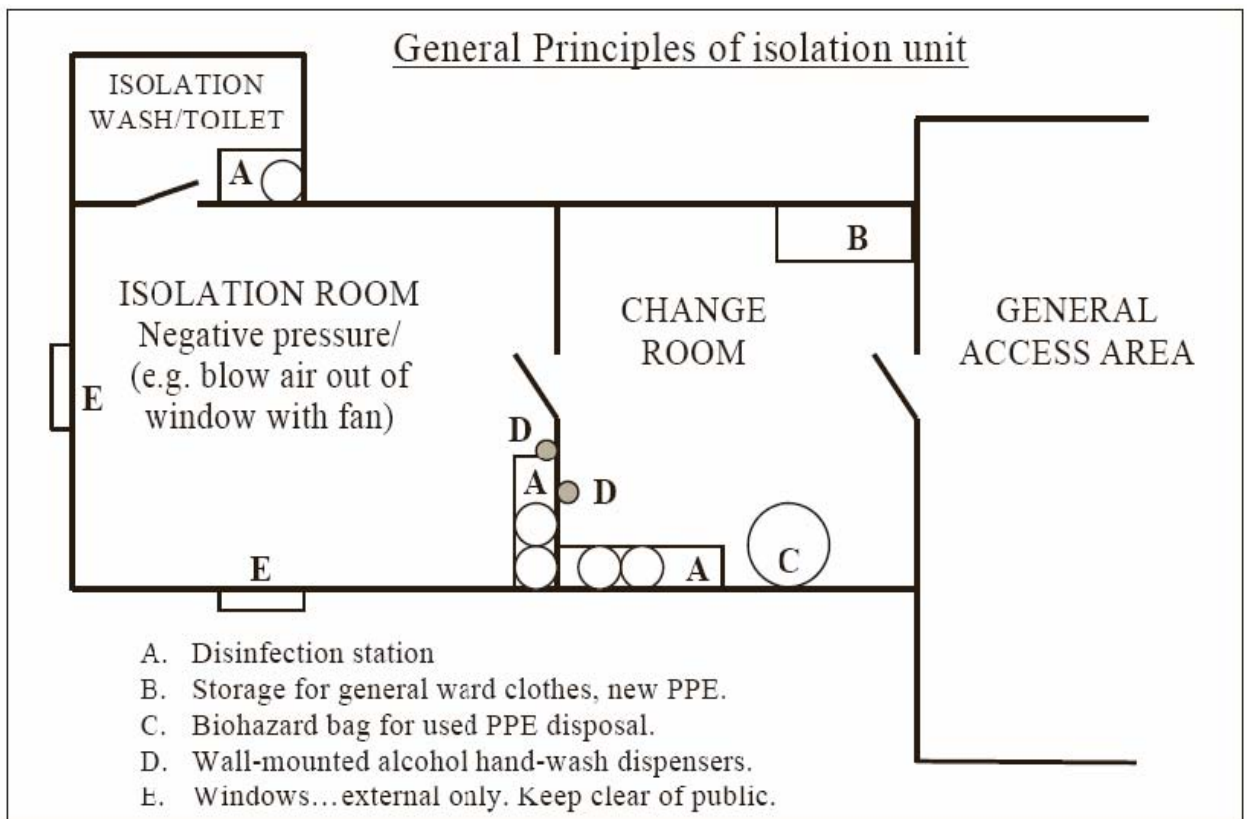 General Principles of isolation unit
ISOLATION
WASH/TOILET
A
B
ISOLATION ROOM
Negative pressure/
(e.g. blow air out of
window with fan)
E
CHANGE
ROOM
GENERAL
ACCESS AREA
D
A
D
E
A
C
A. Disinfection station
B. Storage for general ward clothes, new PPE.
C. Biohazard bag for used PPE disposal.
D. Wall-mounted alcohol hand-wash dispensers.
E. Windows…external only. Keep clear of public.